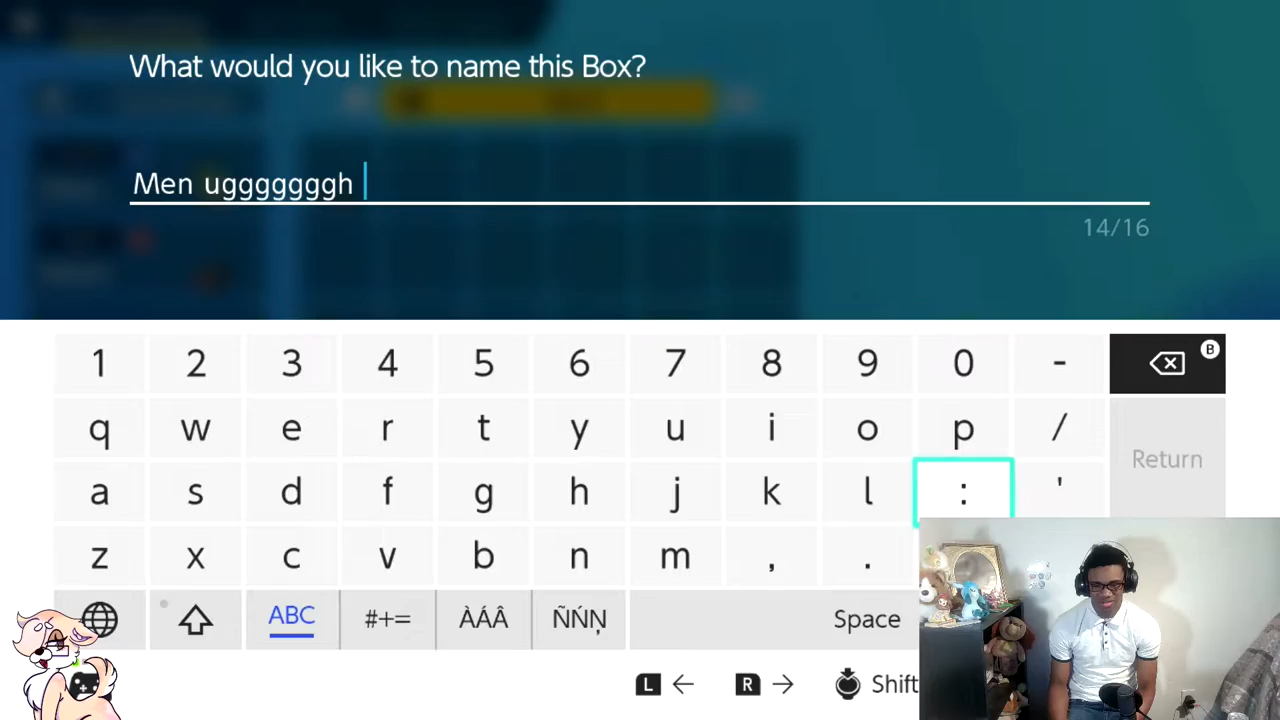 What would you like to name this Box?
Men ugggggggh
14/16
1 2 3 4 5 6 7 8 9 0 - B
q w e r t y u i o p /
Return
a s d f g h j k l : '
z x c v b n m , .
ABC #+= ÀÁÂ ÑŃŅ Space
L ← R → Shift